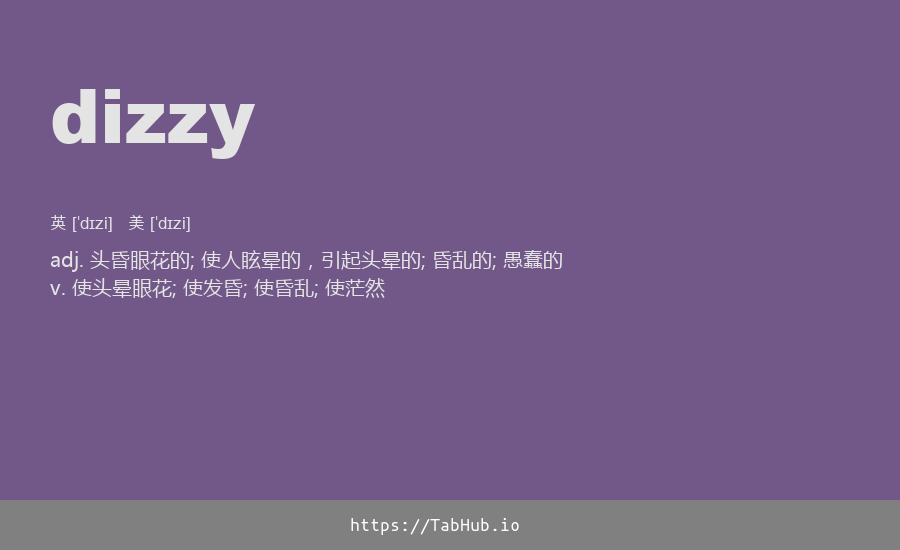 dizzy
英 [ˈdɪzi]   美 [ˈdɪzi]
adj. 头昏眼花的; 使人眩晕的，引起头晕的; 昏乱的; 愚蠢的
v. 使头晕眼花; 使发昏; 使昏乱; 使茫然
https://TabHub.io